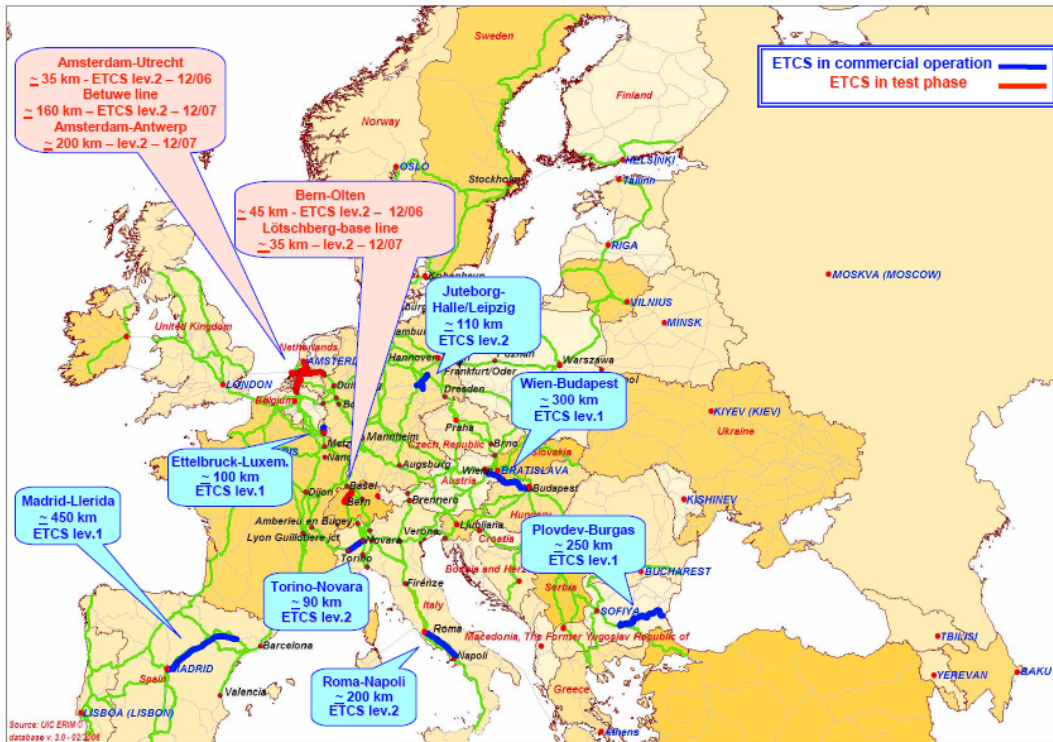 Amsterdam-Utrecht
~ 35 km - ETCS lev.2 – 12/06
Betuwe line
~ 160 km – ETCS lev.2 – 12/07
Amsterdam-Antwerp
~ 200 km – lev.2 – 12/07
ETCS in commercial operation
ETCS in test phase
Bern-Olten
~ 45 km - ETCS lev.2 – 12/06
Lötschberg-base line
~ 35 km – lev.2 – 12/07
Juteborg-
Halle/Leipzig
~ 110 km
ETCS lev.2
Wien-Budapest
~ 300 km
ETCS lev.1
Ettelbruck-Luxem.
~ 100 km
ETCS lev.1
Madrid-Llerida
~ 450 km
ETCS lev.1
Plovdev-Burgas
~ 250 km
ETCS lev.1
Torino-Novara
~ 90 km
ETCS lev.2
Roma-Napoli
~ 200 km
ETCS lev.2
Sweden
Finland
Norway
OSLO
HELSINKI
Stockholm
Tallinn
RIGA
MOSKVA (MOSCOW)
VILNIUS
MINSK
United Kingdom
LONDON
Netherlands
Belgium
Hannover
Frankfurt/Oder
Dresden
Warszawa
KIYEV (KIEV)
Ukraine
Praha
Czech Republic
Brno
Mannheim
Augsburg
Slovakia
Wien
BRATISLAVA
Austria
Budapest
Hungary
KISHINEV
Dijon
Basel
Bern
Brennero
Amberieu en Bugey
Lyon Guillotiere jct
Verona
Ljubljana
Croatia
Novara
Torino
BUCHAREST
Firenze
Serbia
SOFIYA
Italy
Roma
Napoli
Macedonia, The Former Yugoslav Republic of
Greece
Athens
Barcelona
MADRID
Spain
Valencia
LISBOA (LISBON)
TBILISI
YEREVAN
BAKU
Source: UIC ERIM
database v. 3.0 - 02/2006